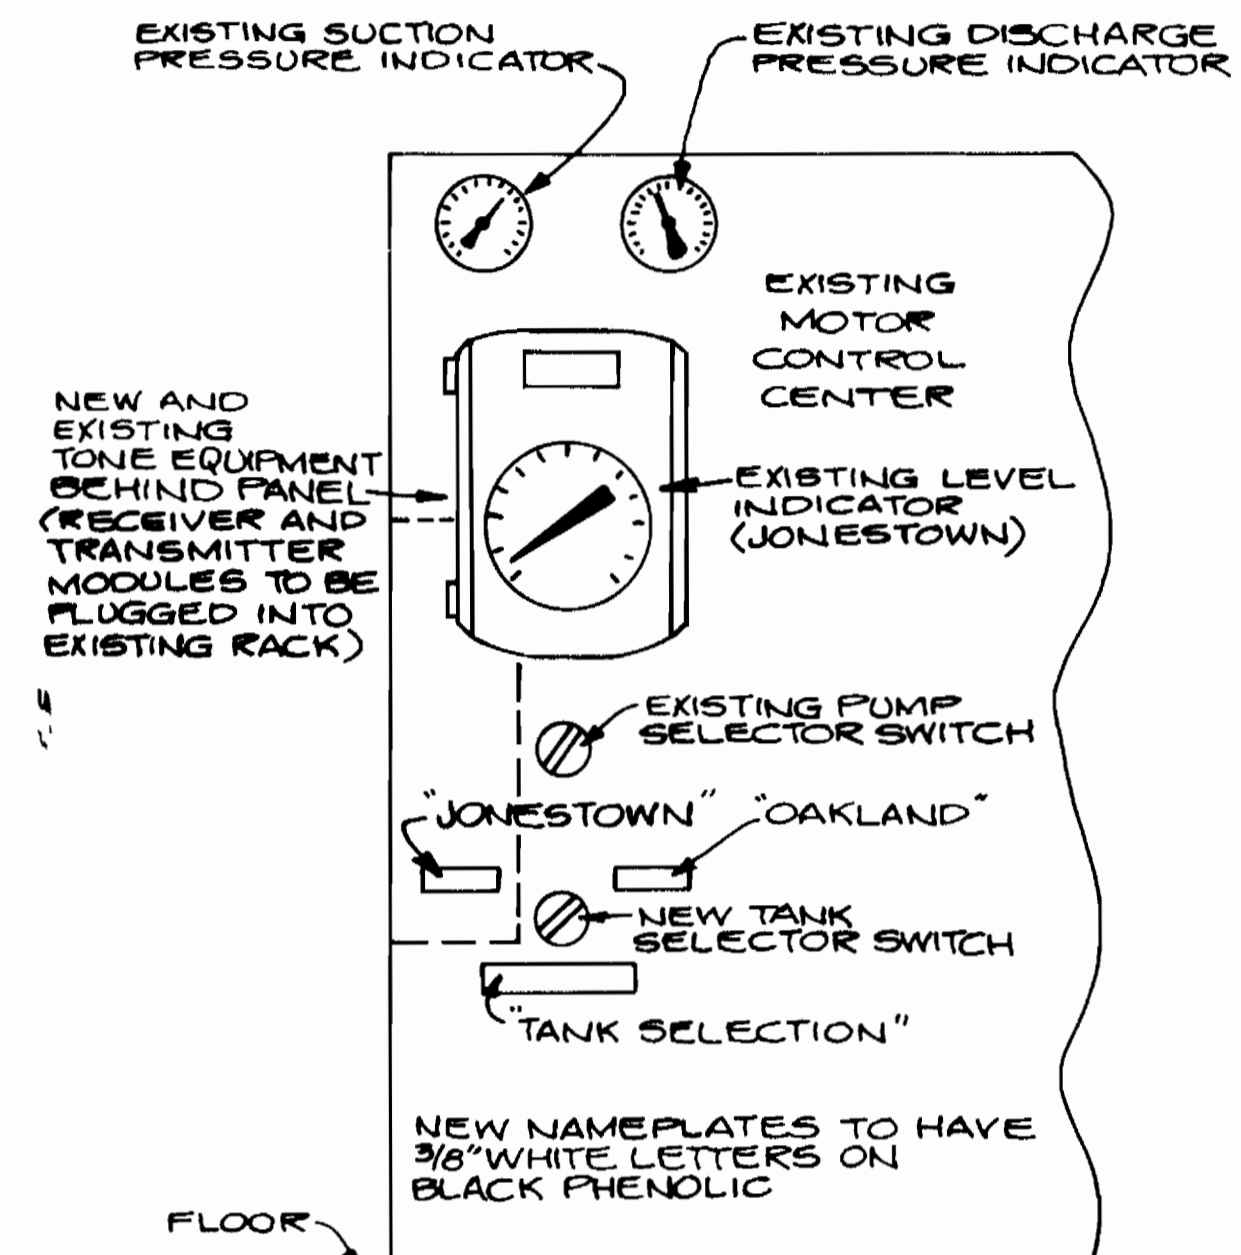 EXISTING SUCTION
PRESSURE INDICATOR
EXISTING DISCHARGE
PRESSURE INDICATOR
EXISTING
MOTOR
CONTROL
CENTER
NEW AND
EXISTING
TONE EQUIPMENT
BEHIND PANEL
(RECEIVER AND
TRANSMITTER
MODULES TO BE
PLUGGED INTO
EXISTING RACK)
EXISTING LEVEL
INDICATOR
(JONESTOWN)
EXISTING PUMP
SELECTOR SWITCH
"JONESTOWN"
"OAKLAND"
NEW TANK
SELECTOR SWITCH
"TANK SELECTION"
NEW NAMEPLATES TO HAVE
3/8" WHITE LETTERS ON
BLACK PHENOLIC
FLOOR